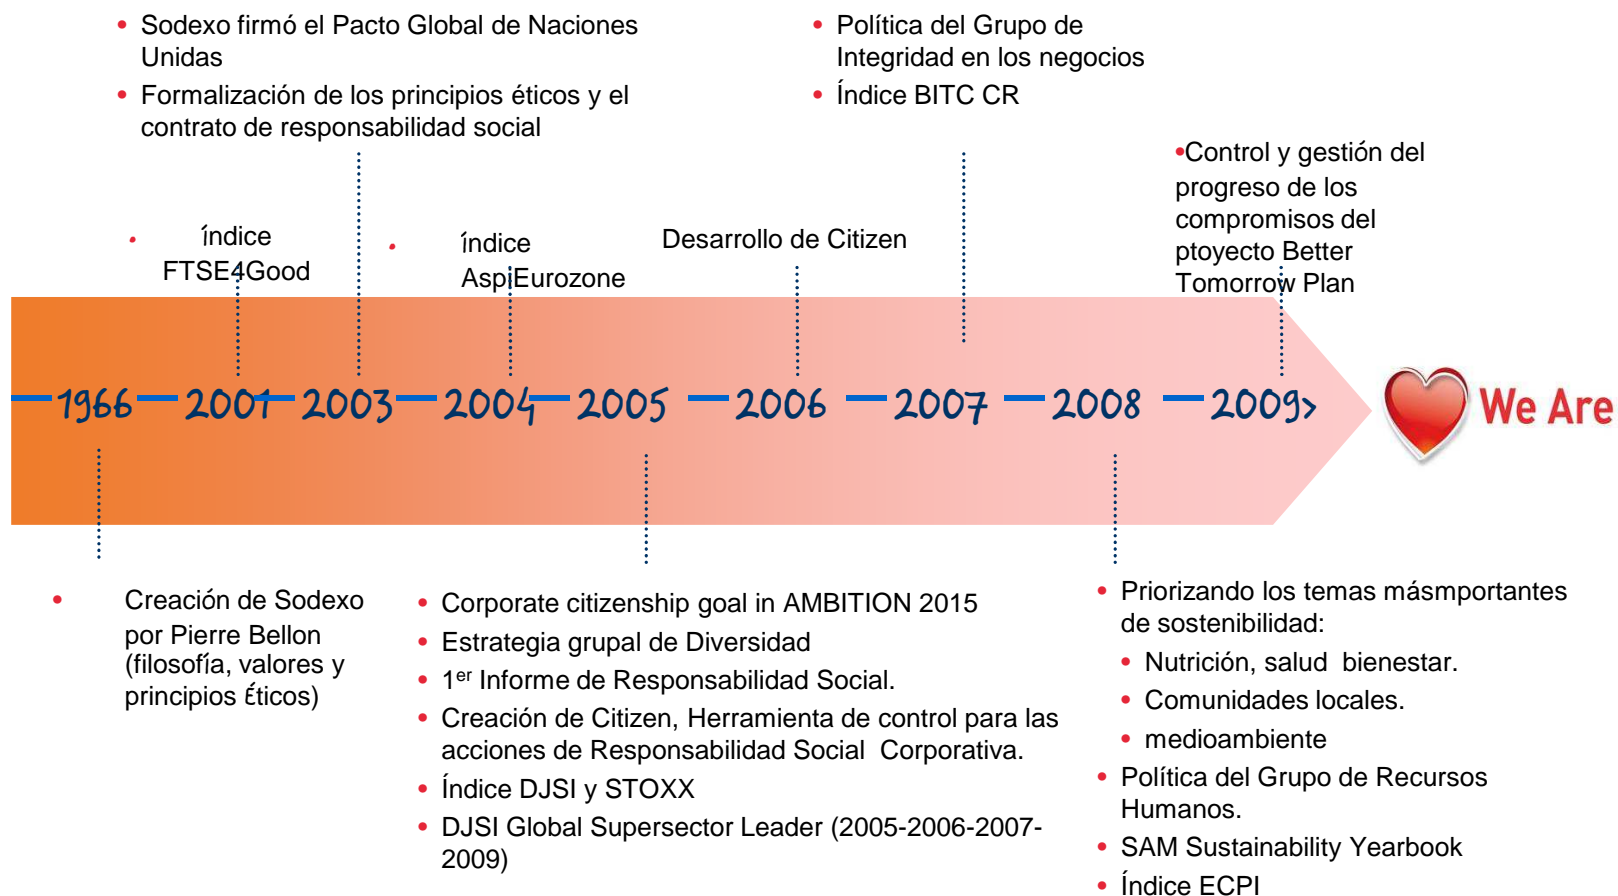 • Sodexo firmó el Pacto Global de Naciones
Unidas
• Formalización de los principios éticos y el
contrato de responsabilidad social
• Política del Grupo de
Integridad en los negocios
• Índice BITC CR
•Control y gestión del
progreso de los
compromisos del
ptoyecto Better
Tomorrow Plan
• índice
FTSE4Good
• índice
AspiEurozone
Desarrollo de Citizen
1966 2001 2003 2004 2005 2006 2007 2008 2009>
We Are
• Creación de Sodexo
por Pierre Bellon
(filosofía, valores y
principios Éticos)
• Corporate citizenship goal in AMBITION 2015
• Estrategia grupal de Diversidad
• 1er Informe de Responsabilidad Social.
• Creación de Citizen, Herramienta de control para las
acciones de Responsabilidad Social Corporativa.
• Índice DJSI y STOXX
• DJSI Global Supersector Leader (2005-2006-2007-
2009)
• Priorizando los temas másmportantes
de sostenibilidad:
• Nutrición, salud bienestar.
• Comunidades locales.
• medioambiente
• Política del Grupo de Recursos
Humanos.
• SAM Sustainability Yearbook
• Índice ECPI